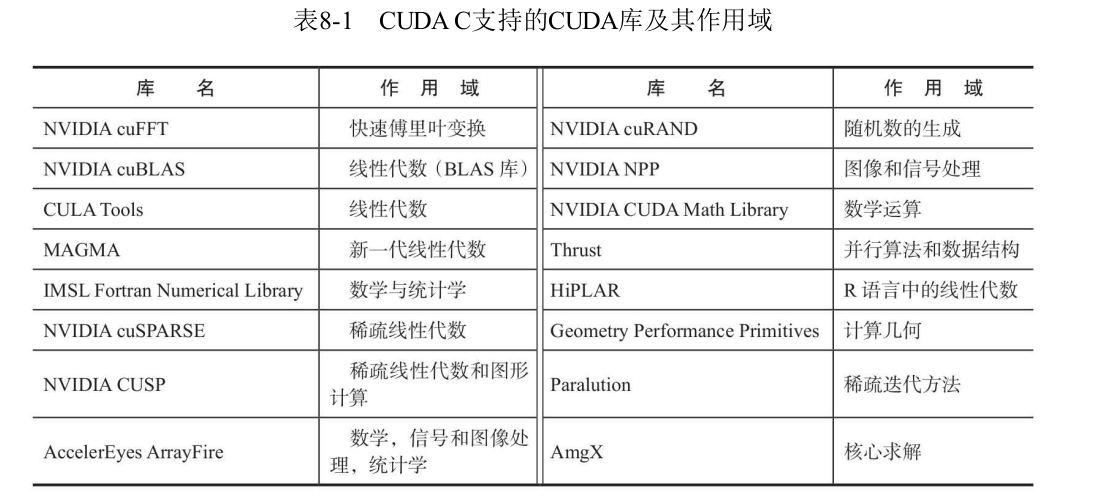 表8-1 CUDA C支持的CUDA库及其作用域
库 名 作 用 域 库 名 作 用 域
NVIDIA cuFFT 快速傅里叶变换 NVIDIA cuRAND 随机数的生成
NVIDIA cuBLAS 线性代数（BLAS 库） NVIDIA NPP 图像和信号处理
CULA Tools 线性代数 NVIDIA CUDA Math Library 数学运算
MAGMA 新一代线性代数 Thrust 并行算法和数据结构
IMSL Fortran Numerical Library 数学与统计学 HiPLAR R 语言中的线性代数
NVIDIA cuSPARSE 稀疏线性代数 Geometry Performance Primitives 计算几何
NVIDIA CUSP 稀疏线性代数和图形
计算 Paralution 稀疏迭代方法
AccelerEyes ArrayFire 数学，信号和图像处
理，统计学 AmgX 核心求解